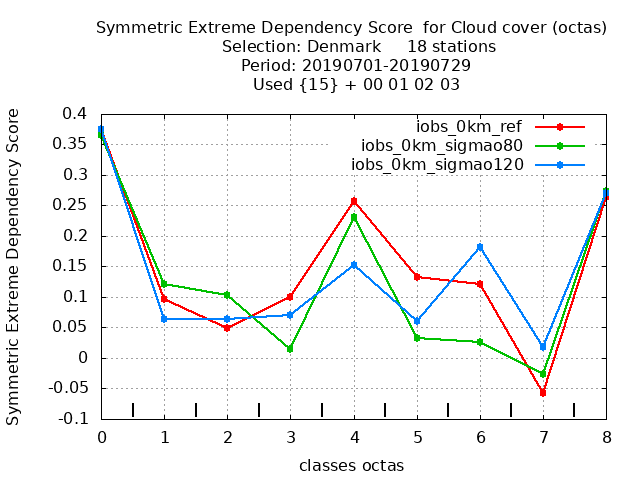 Symmetric Extreme Dependency Score for Cloud cover (octas)
Selection: Denmark 18 stations
Period: 20190701-20190729
Used {15} + 00 01 02 03
iobs_0km_ref
iobs_0km_sigmao80
iobs_0km_sigmao120
Symmetric Extreme Dependency Score
0.4
0.35
0.3
0.25
0.2
0.15
0.1
0.05
0
-0.05
-0.1
0 1 2 3 4 5 6 7 8
classes octas